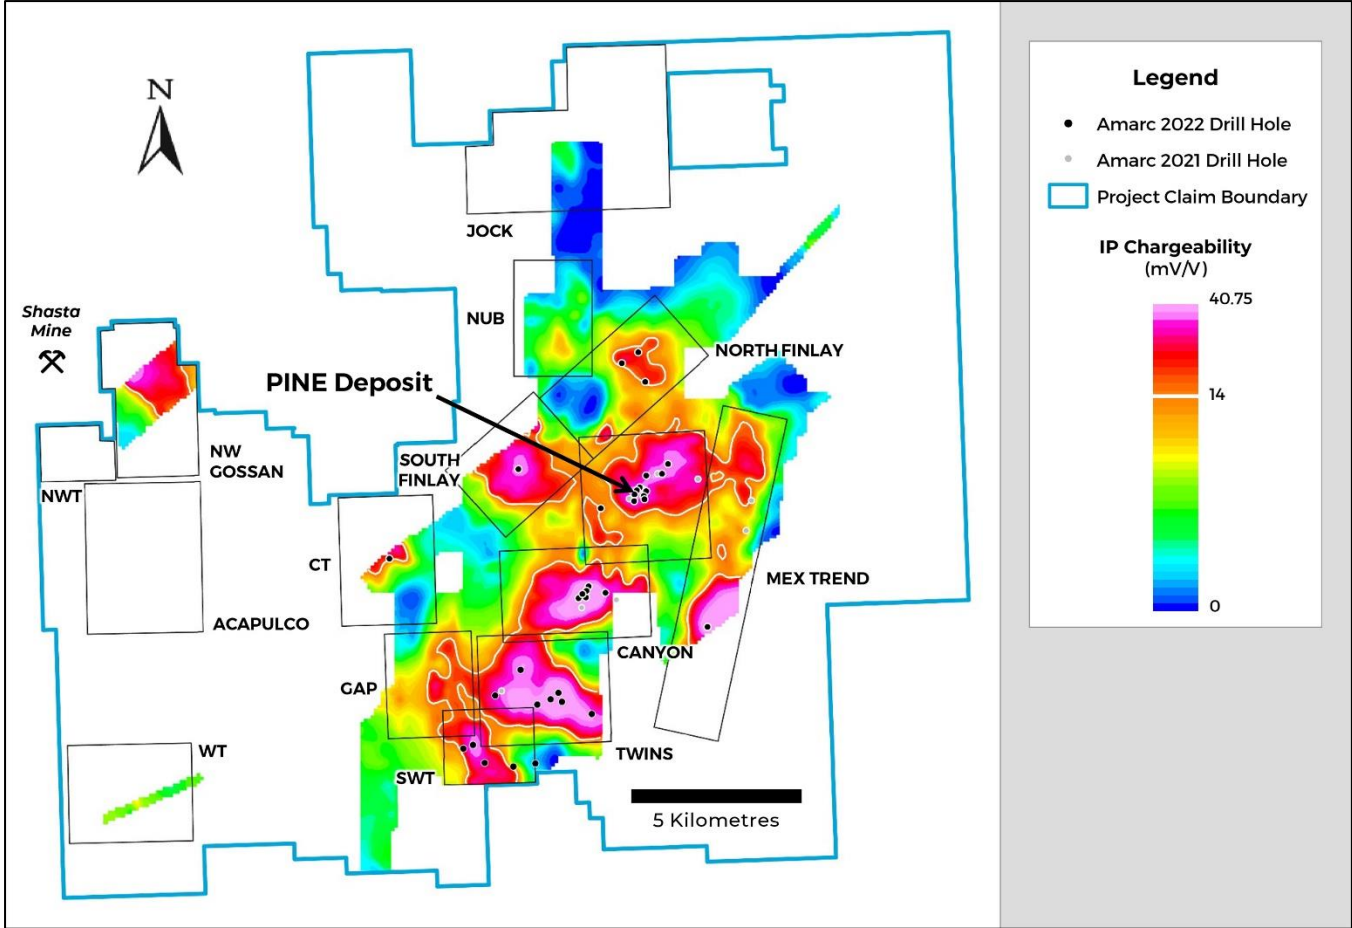 N
Shasta
Mine
JOCK
NUB
NORTH FINLAY
PINE Deposit
SOUTH
FINLAY
NW
GOSSAN
NWT
CT
MEX TREND
ACAPULCO
CANYON
GAP
TWINS
WT
SWT
5 Kilometres
Legend
Amarc 2022 Drill Hole
Amarc 2021 Drill Hole
Project Claim Boundary
IP Chargeability
(mV/V)
40.75
14
0